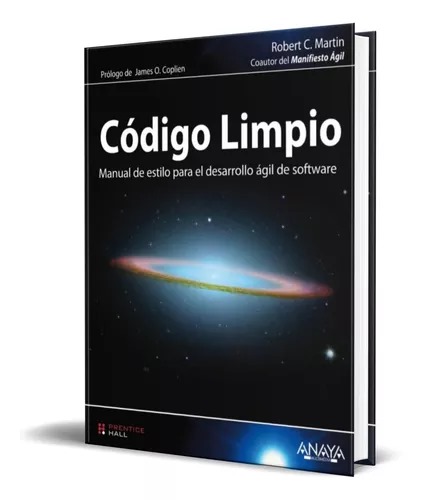 Robert C. Martin
Coautor del Manifiesto Ágil
Prólogo de James O. Coplien
Código Limpio
Manual de estilo para el desarrollo ágil de software
PRENTICE
HALL
ANAYA
MULTIMEDIA